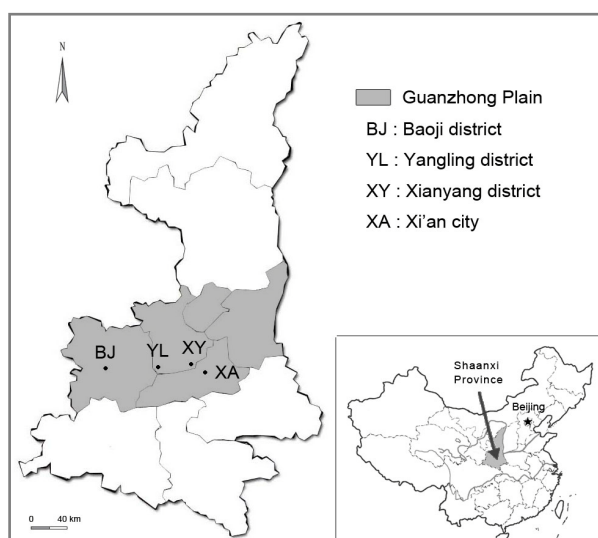 N
Guanzhong Plain
BJ : Baoji district
YL : Yangling district
XY : Xianyang district
XA : Xi'an city
BJ
YL
XY
XA
Shaanxi
Province
Beijing
0 40 km